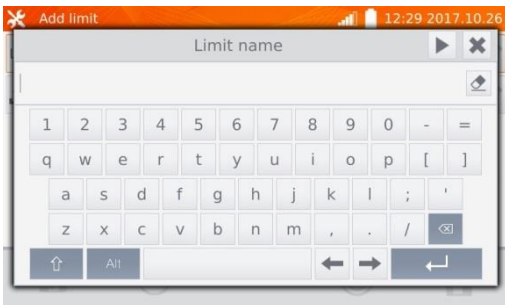 Add limit 12:29 2017.10.26
Limit name
1 2 3 4 5 6 7 8 9 0 - =
q w e r t y u i o p [ ]
a s d f g h j k l ; '
z x c v b n m , . /
Alt